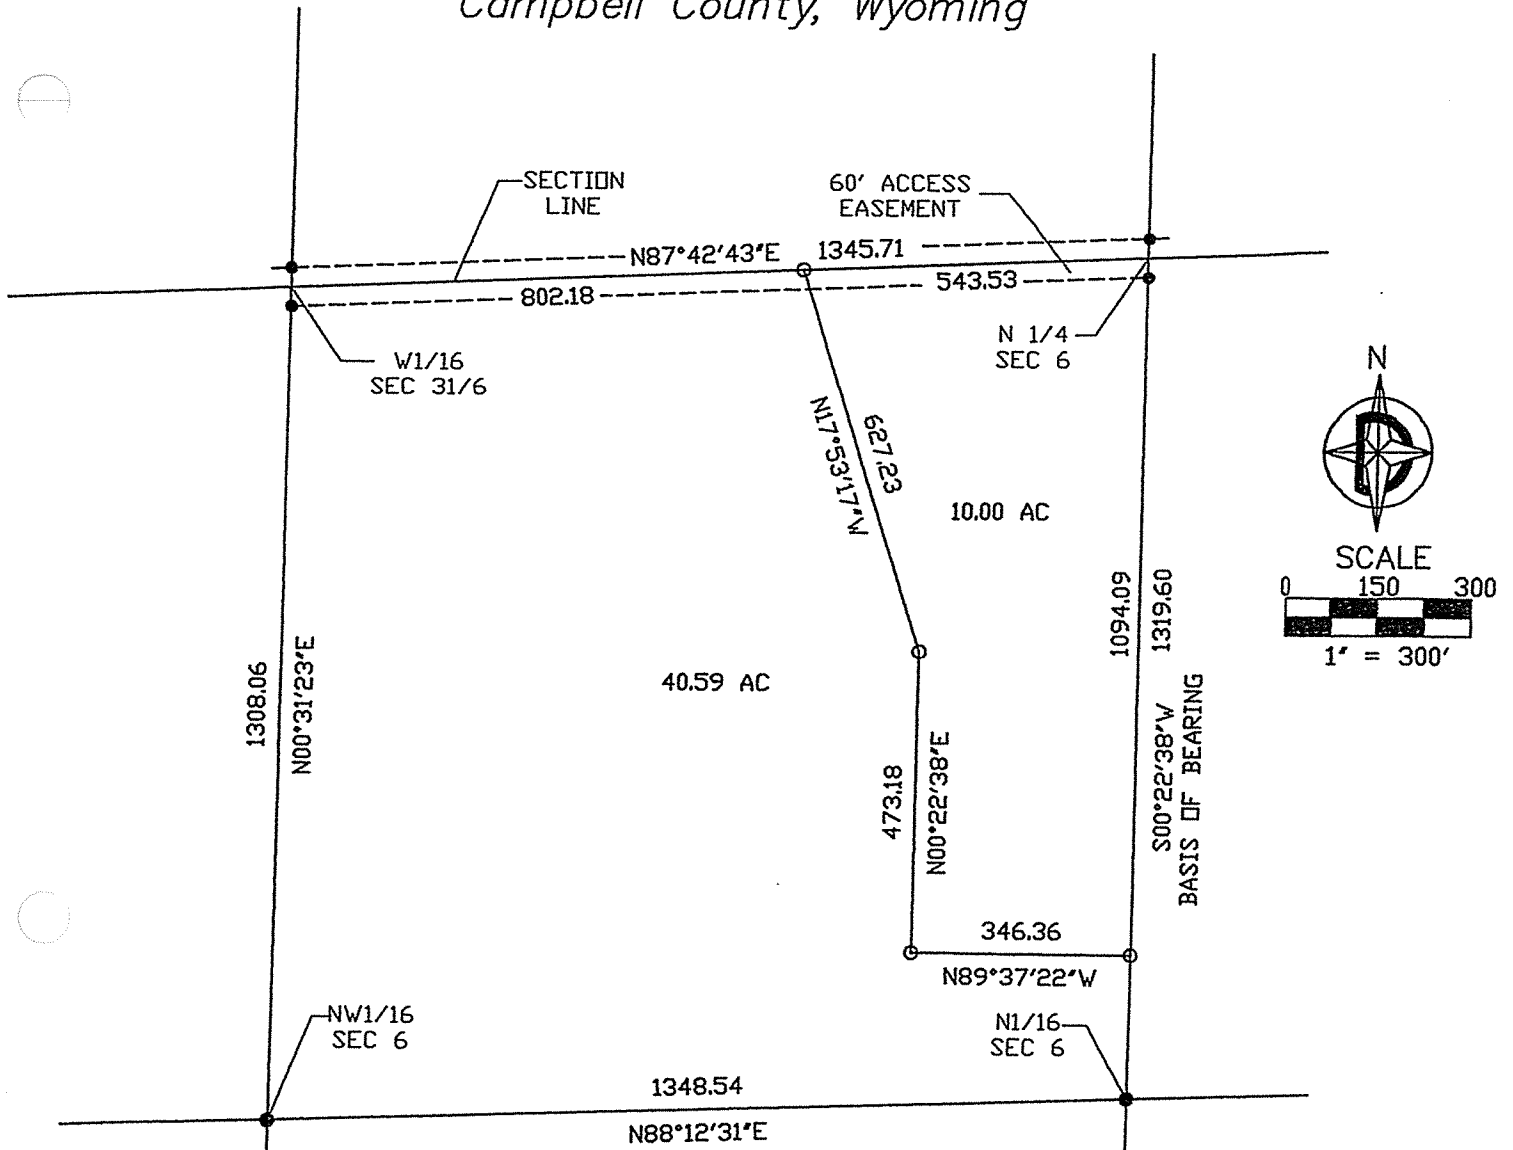 Campbell County, Wyoming
SECTION
LINE
60' ACCESS
EASEMENT
N87°42'43"E
1345.71
802.18
543.53
W1/16
SEC 31/6
N 1/4
SEC 6
N
627.23
N17°53'17"W
10.00 AC
SCALE
0 150 300
1" = 300'
1308.06
N00°31'23"E
40.59 AC
1094.09
1319.60
S00°22'38"W
BASIS OF BEARING
473.18
N00°22'38"E
346.36
N89°37'22"W
NW1/16
SEC 6
N1/16
SEC 6
1348.54
N88°12'31"E